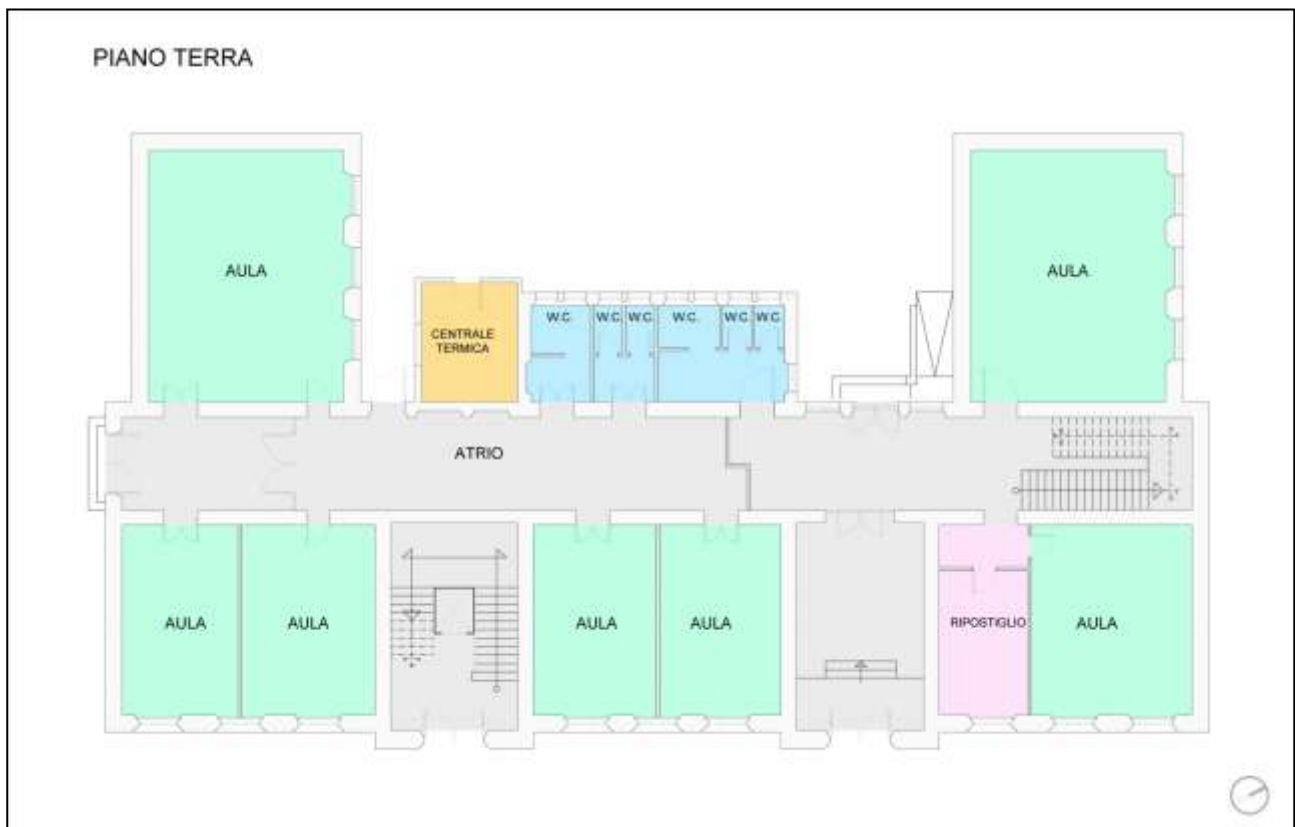 PIANO TERRA
AULA
AULA
CENTRALE
TERMICA
W.C.
W.C.
W.C.
W.C.
W.C.
W.C.
ATRIO
AULA
AULA
AULA
AULA
RIPOSTIGLIO
AULA